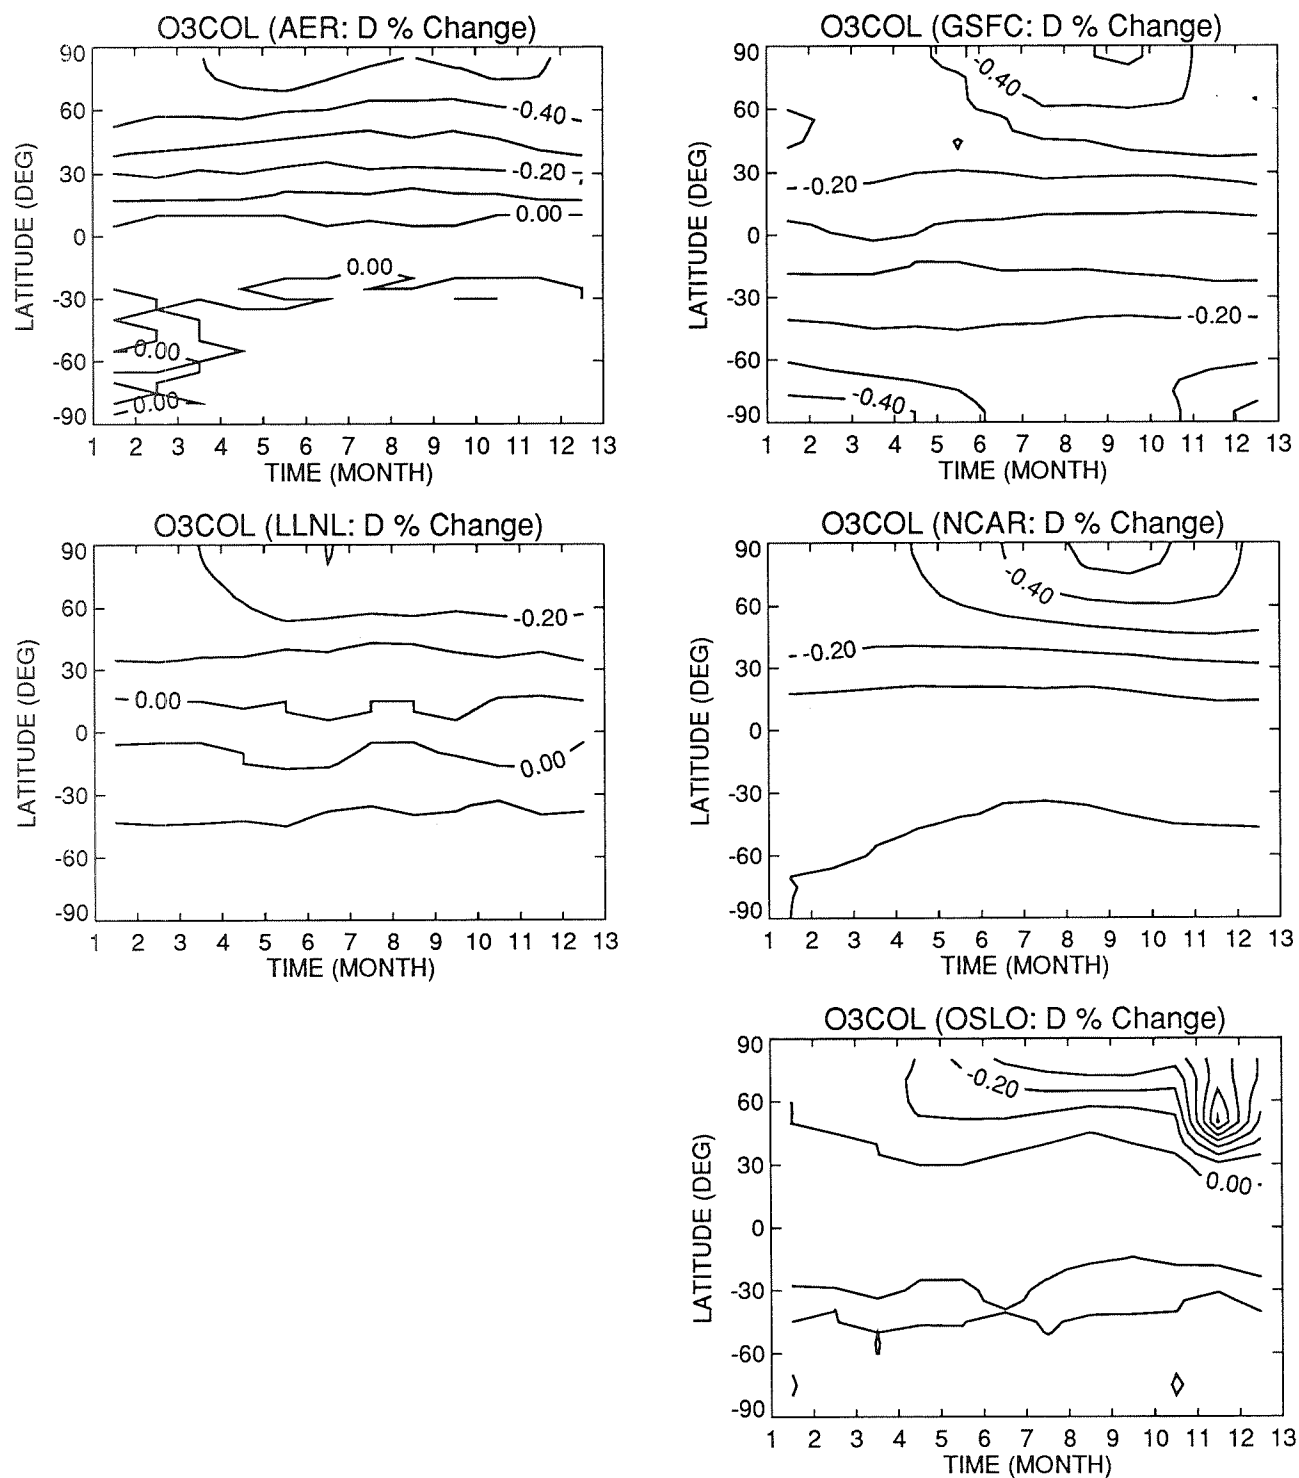 O3COL (AER: D % Change)
90
60
30
0
-30
-60
-90
LATITUDE (DEG)
-0.40
-0.20
0.00
0.00
0.00
0.00
1 2 3 4 5 6 7 8 9 10 11 12 13
TIME (MONTH)
O3COL (GSFC: D % Change)
90
60
30
0
-30
-60
-90
LATITUDE (DEG)
-0.40
-0.20
-0.20
-0.40
1 2 3 4 5 6 7 8 9 10 11 12 13
TIME (MONTH)
O3COL (LLNL: D % Change)
90
60
30
0
-30
-60
-90
LATITUDE (DEG)
-0.20
0.00
0.00
1 2 3 4 5 6 7 8 9 10 11 12 13
TIME (MONTH)
O3COL (NCAR: D % Change)
90
60
30
0
-30
-60
-90
LATITUDE (DEG)
-0.40
-0.20
1 2 3 4 5 6 7 8 9 10 11 12 13
TIME (MONTH)
O3COL (OSLO: D % Change)
90
60
30
0
-30
-60
-90
LATITUDE (DEG)
-0.20
0.00
1 2 3 4 5 6 7 8 9 10 11 12 13
TIME (MONTH)